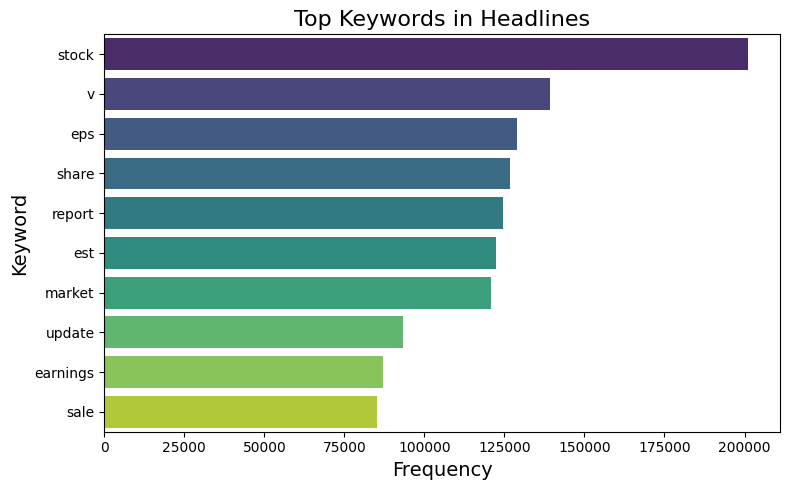 Top Keywords in Headlines
Keyword
stock
v
eps
share
report
est
market
update
earnings
sale
0 25000 50000 75000 100000 125000 150000 175000 200000
Frequency